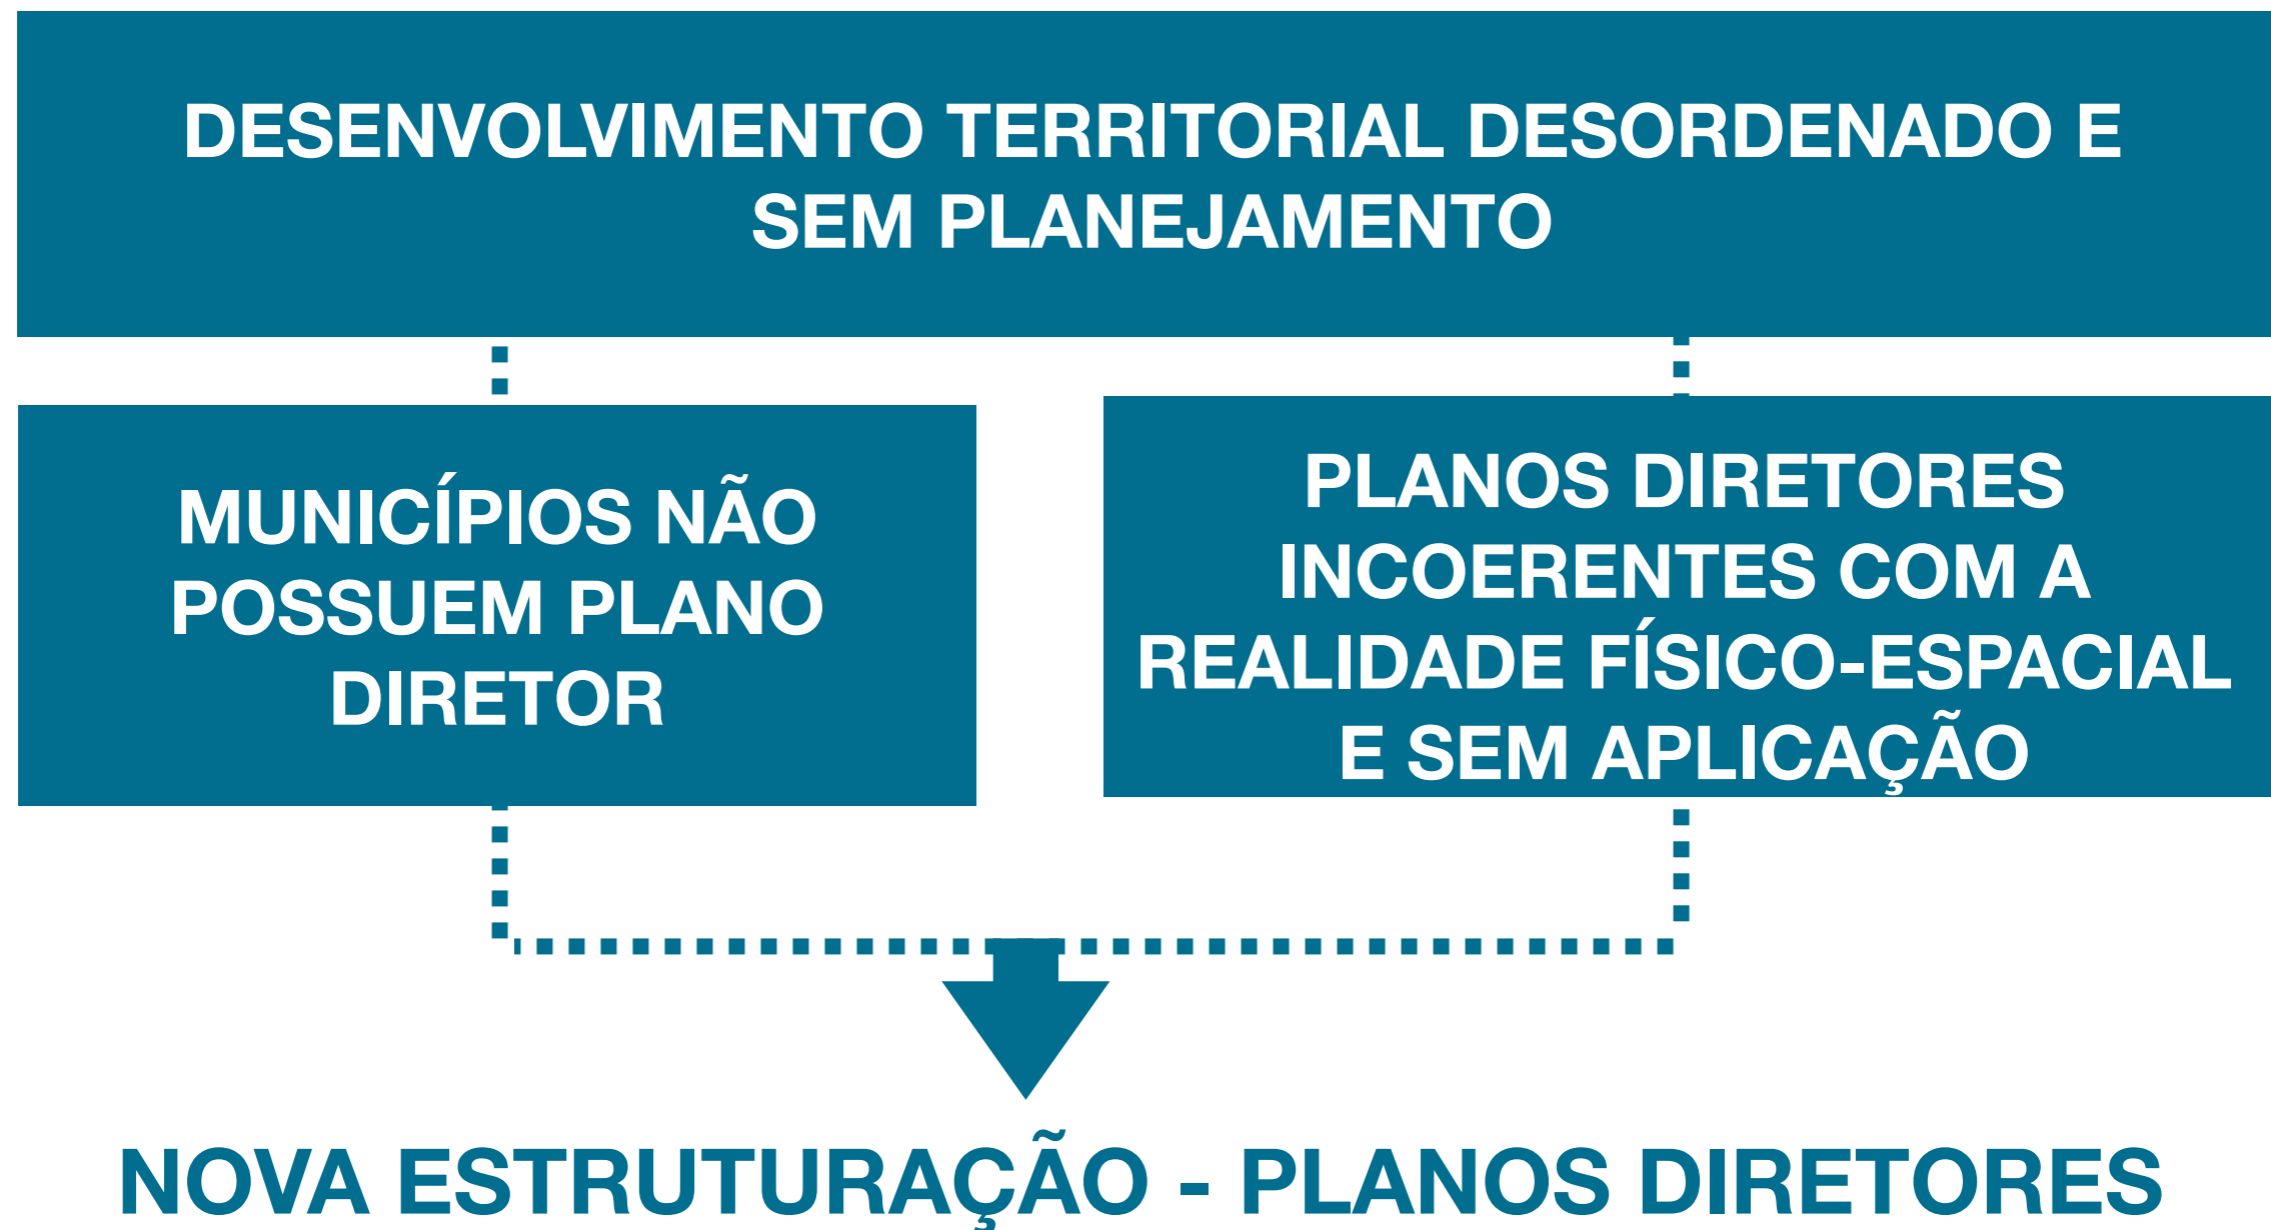 DESENVOLVIMENTO TERRITORIAL DESORDENADO E
SEM PLANEJAMENTO
MUNICÍPIOS NÃO
POSSUEM PLANO
DIRETOR
PLANOS DIRETORES
INCOERENTES COM A
REALIDADE FÍSICO-ESPACIAL
E SEM APLICAÇÃO
NOVA ESTRUTURAÇÃO - PLANOS DIRETORES